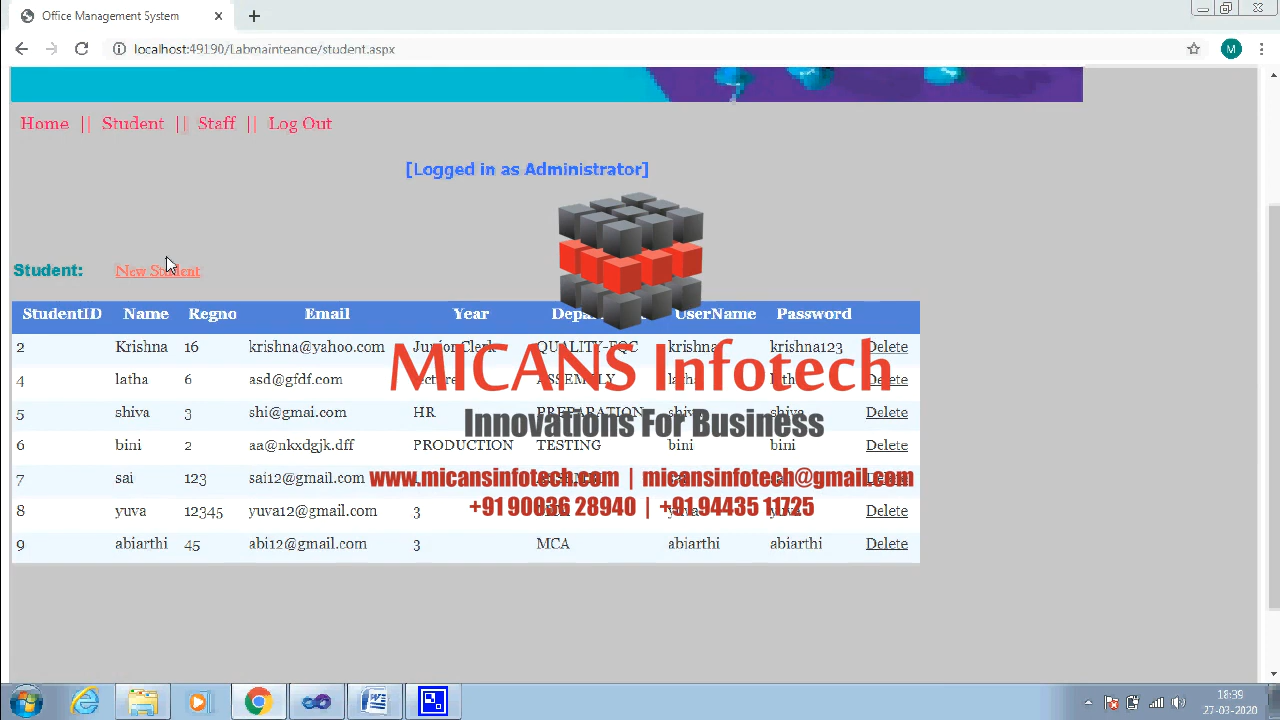 Office Management System
localhost:49190/Labmainteance/student.aspx
M
Home || Student || Staff || Log Out
[Logged in as Administrator]
Student: New Student
StudentID Name Regno Email Year UserName Password
2 Krishna 16 krishna@yahoo.com Junior Clerk QUALITY-FQC krishna krishna123 Delete
4 latha 6 asd@gfdf.com ASSEMBLY Delete
5 shiva 3 shi@gmai.com HR PREPARATION shiva shiva Delete
6 bini 2 aa@nkxdgjk.dff PRODUCTION TESTING bini bini Delete
7 sai 123 sai12@gmail.com Delete
8 yuva 12345 yuva12@gmail.com 3 yuva yuva Delete
9 abiarthi 45 abi12@gmail.com 3 MCA abiarthi abiarthi Delete
MICANS Infotech
Innovations For Business
www.micansinfotech.com | micansinfotech@gmail.com
+91 90036 28940 | +91 94435 11725
18:39
27-03-2020